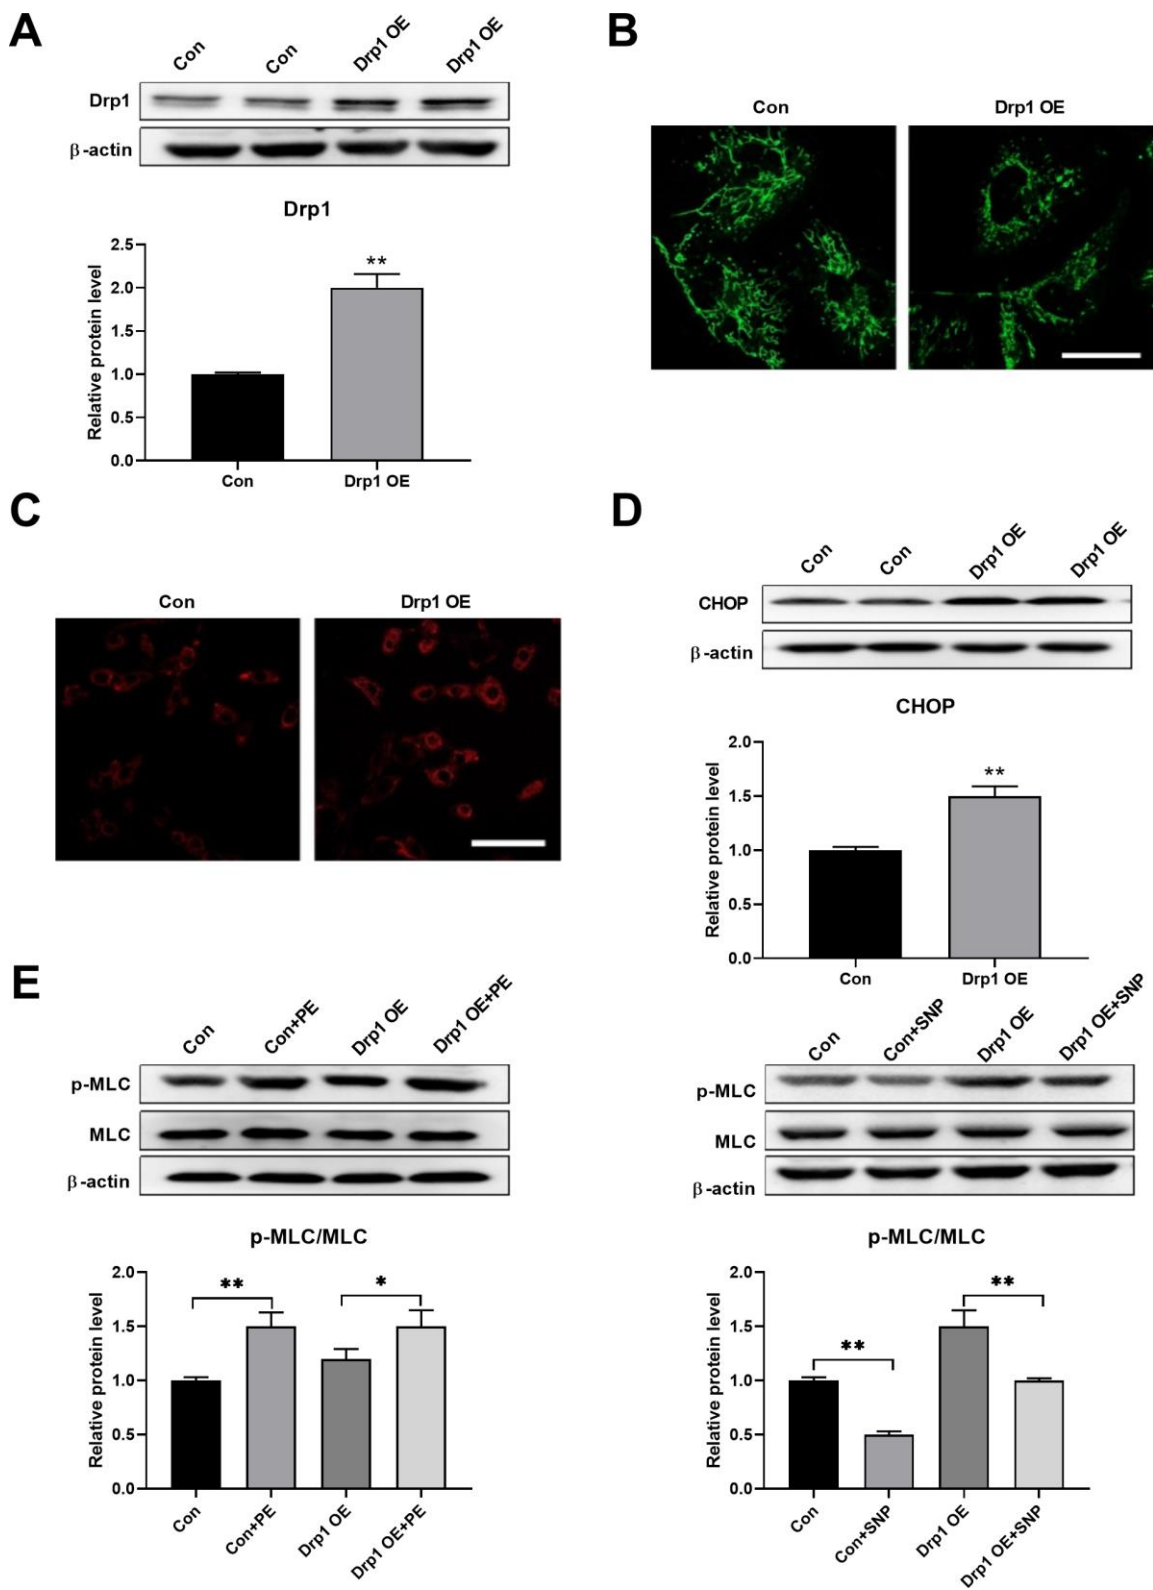 A
Con Con Drp1 OE Drp1 OE
Drp1
β-actin
Drp1
Relative protein level
2.5
2.0
1.5
1.0
0.5
0.0
Con Drp1 OE
**
B
Con Drp1 OE
C
Con Drp1 OE
D
Con Con Drp1 OE Drp1 OE
CHOP
β-actin
CHOP
Relative protein level
2.0
1.5
1.0
0.5
0.0
Con Drp1 OE
**
E
Con Con+PE Drp1 OE Drp1 OE+PE
p-MLC
MLC
β-actin
p-MLC/MLC
Relative protein level
2.0
1.5
1.0
0.5
0.0
** *
Con Con+PE Drp1 OE Drp1 OE+PE
Con Con+SNP Drp1 OE Drp1 OE+SNP
p-MLC
MLC
β-actin
p-MLC/MLC
Relative protein level
2.0
1.5
1.0
0.5
0.0
** **
Con Con+SNP Drp1 OE Drp1 OE+SNP